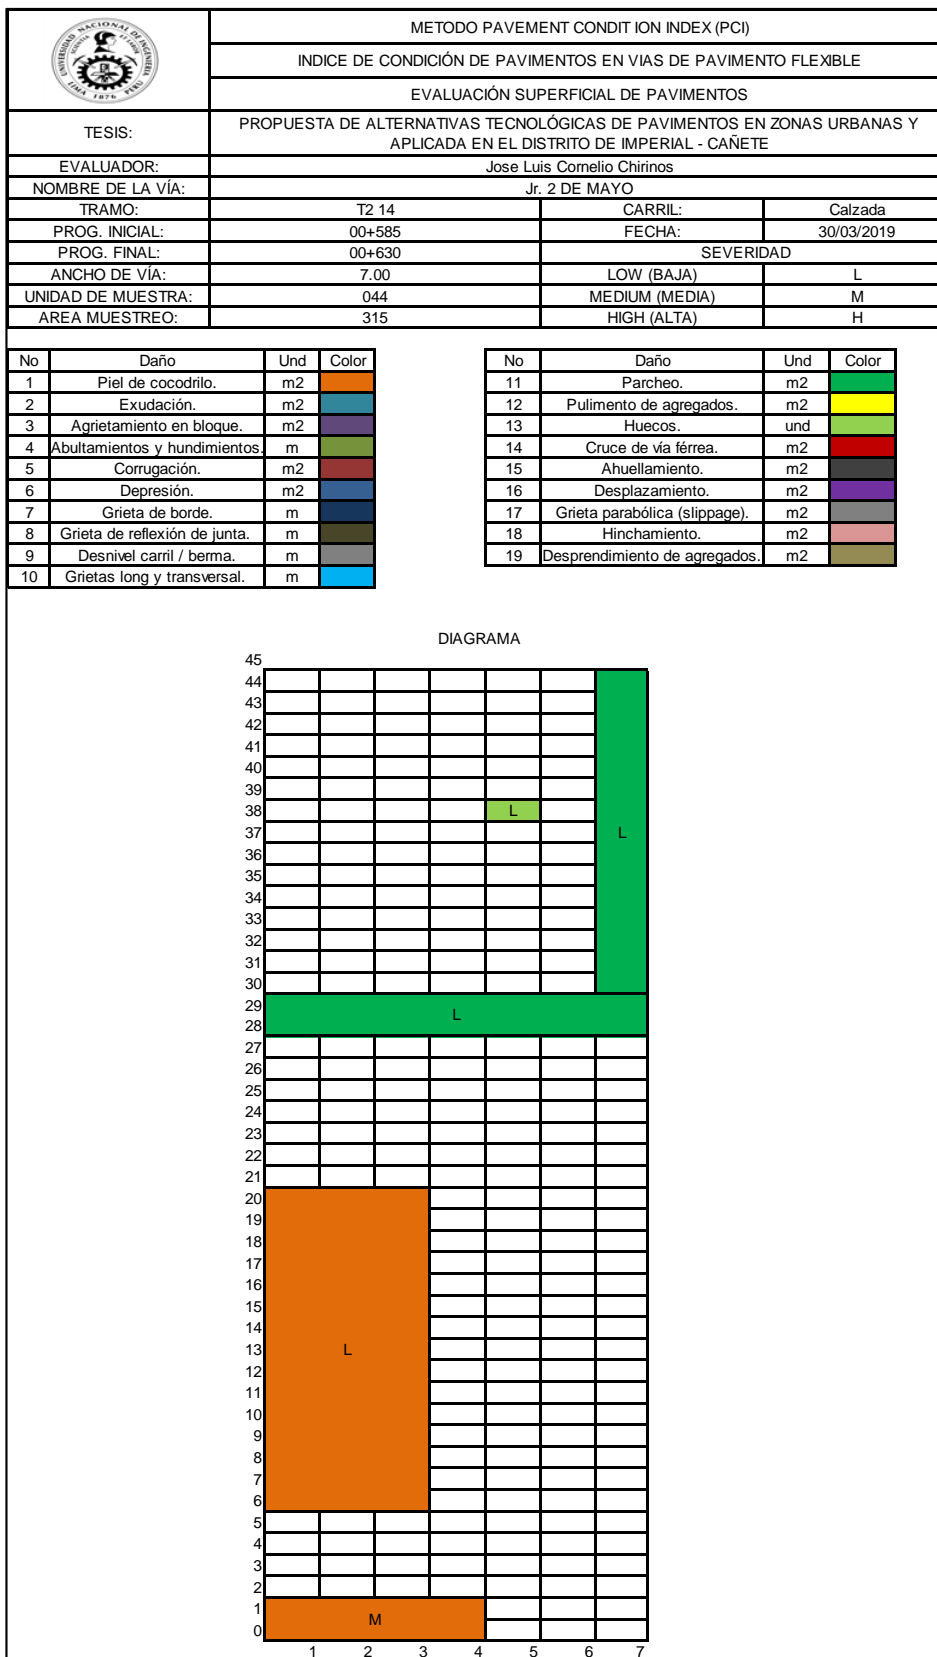 UNIVERSIDAD NACIONAL DE INGENIERIA
SCIENTIA ET LABOR
LIMA 1876 PERU
METODO PAVEMENT CONDIT ION INDEX (PCI)
INDICE DE CONDICIÓN DE PAVIMENTOS EN VIAS DE PAVIMENTO FLEXIBLE
EVALUACIÓN SUPERFICIAL DE PAVIMENTOS
TESIS: PROPUESTA DE ALTERNATIVAS TECNOLÓGICAS DE PAVIMENTOS EN ZONAS URBANAS Y
APLICADA EN EL DISTRITO DE IMPERIAL - CAÑETE
EVALUADOR: Jose Luis Cornelio Chirinos
NOMBRE DE LA VÍA: Jr. 2 DE MAYO
TRAMO: T2 14 CARRIL: Calzada
PROG. INICIAL: 00+585 FECHA: 30/03/2019
PROG. FINAL: 00+630 SEVERIDAD
ANCHO DE VÍA: 7.00 LOW (BAJA) L
UNIDAD DE MUESTRA: 044 MEDIUM (MEDIA) M
AREA MUESTREO: 315 HIGH (ALTA) H
No Daño Und Color
1 Piel de cocodrilo. m2
2 Exudación. m2
3 Agrietamiento en bloque. m2
4 Abultamientos y hundimientos. m
5 Corrugación. m2
6 Depresión. m2
7 Grieta de borde. m
8 Grieta de reflexión de junta. m
9 Desnivel carril / berma. m
10 Grietas long y transversal. m
No Daño Und Color
11 Parcheo. m2
12 Pulimento de agregados. m2
13 Huecos. und
14 Cruce de vía férrea. m2
15 Ahuellamiento. m2
16 Desplazamiento. m2
17 Grieta parabólica (slippage). m2
18 Hinchamiento. m2
19 Desprendimiento de agregados. m2
DIAGRAMA
45
44
43
42
41
40
39
38 L
37 L
36
35
34
33
32
31
30
29
L
28
27
26
25
24
23
22
21
20
19
18
17
16
15
14
13 L
12
11
10
9
8
7
6
5
4
3
2
1
M
0
1 2 3 4 5 6 7